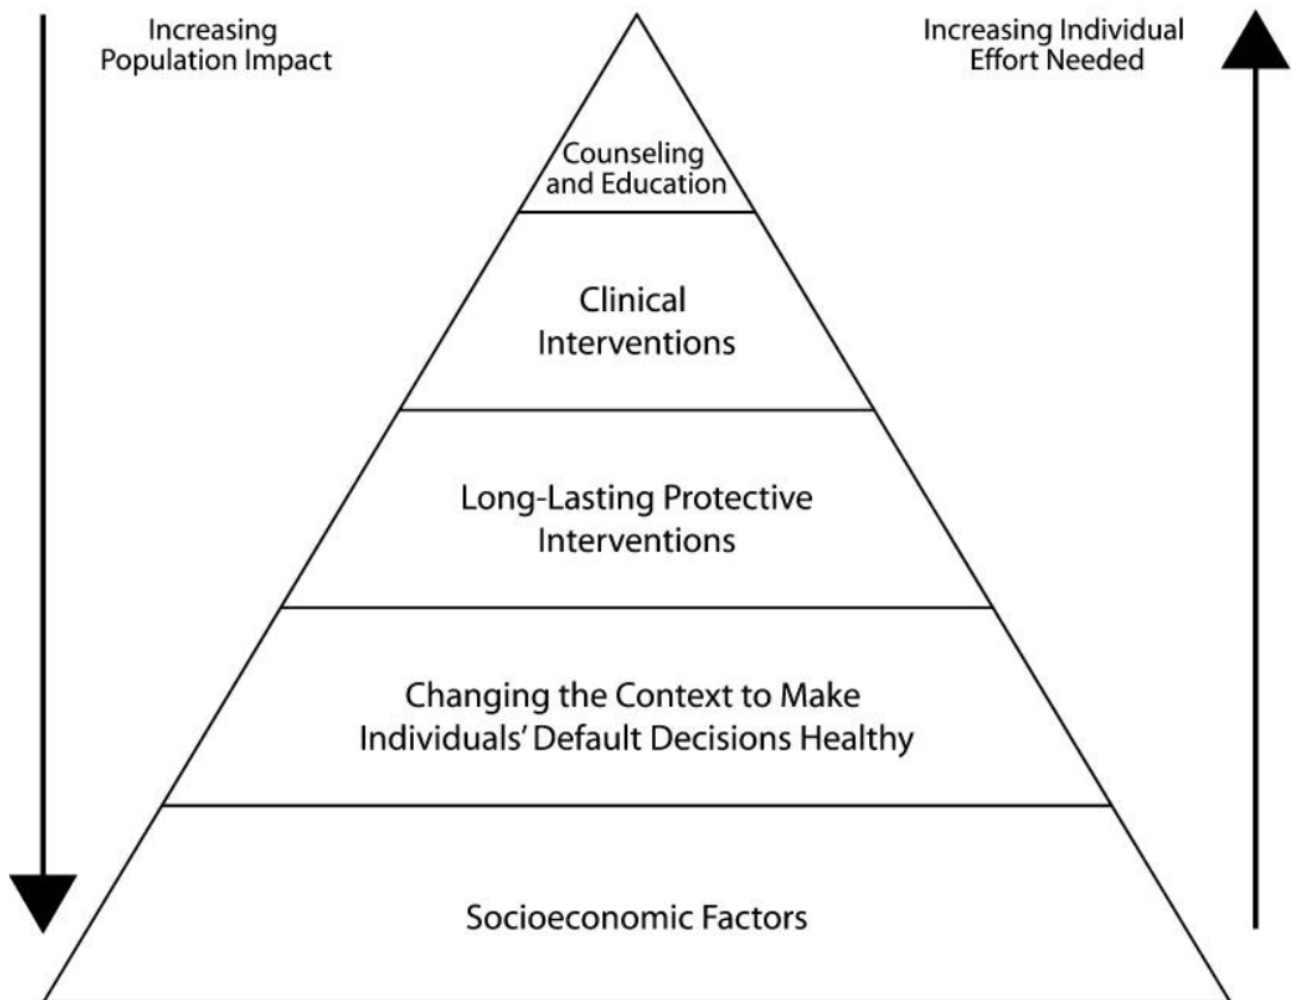 Increasing
Population Impact
Increasing Individual
Effort Needed
Counseling
and Education
Clinical
Interventions
Long-Lasting Protective
Interventions
Changing the Context to Make
Individuals’ Default Decisions Healthy
Socioeconomic Factors